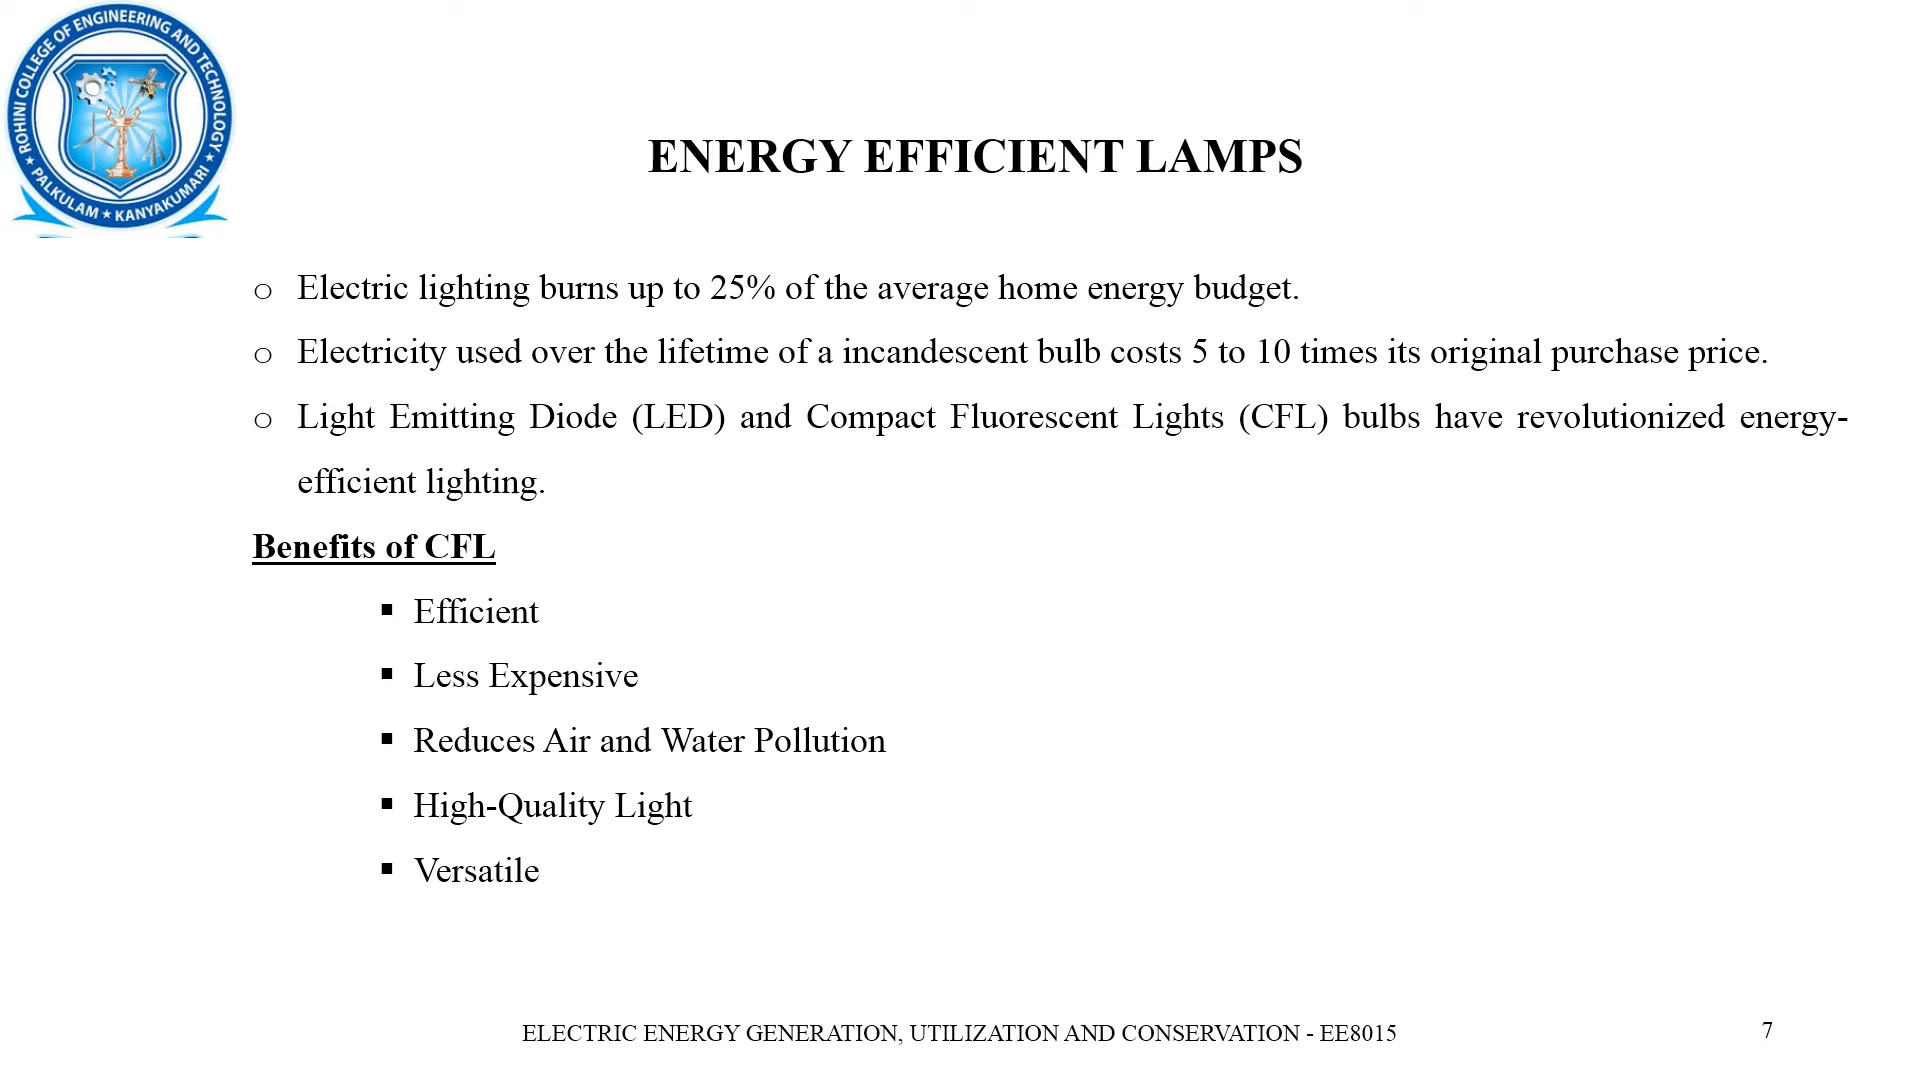 ROHINI COLLEGE OF ENGINEERING AND TECHNOLOGY
★ PALKULAM ★ KANYAKUMARI ★
ENERGY EFFICIENT LAMPS
o Electric lighting burns up to 25% of the average home energy budget.
o Electricity used over the lifetime of a incandescent bulb costs 5 to 10 times its original purchase price.
o Light Emitting Diode (LED) and Compact Fluorescent Lights (CFL) bulbs have revolutionized energy-
efficient lighting.
Benefits of CFL
▪ Efficient
▪ Less Expensive
▪ Reduces Air and Water Pollution
▪ High-Quality Light
▪ Versatile
ELECTRIC ENERGY GENERATION, UTILIZATION AND CONSERVATION - EE8015
7